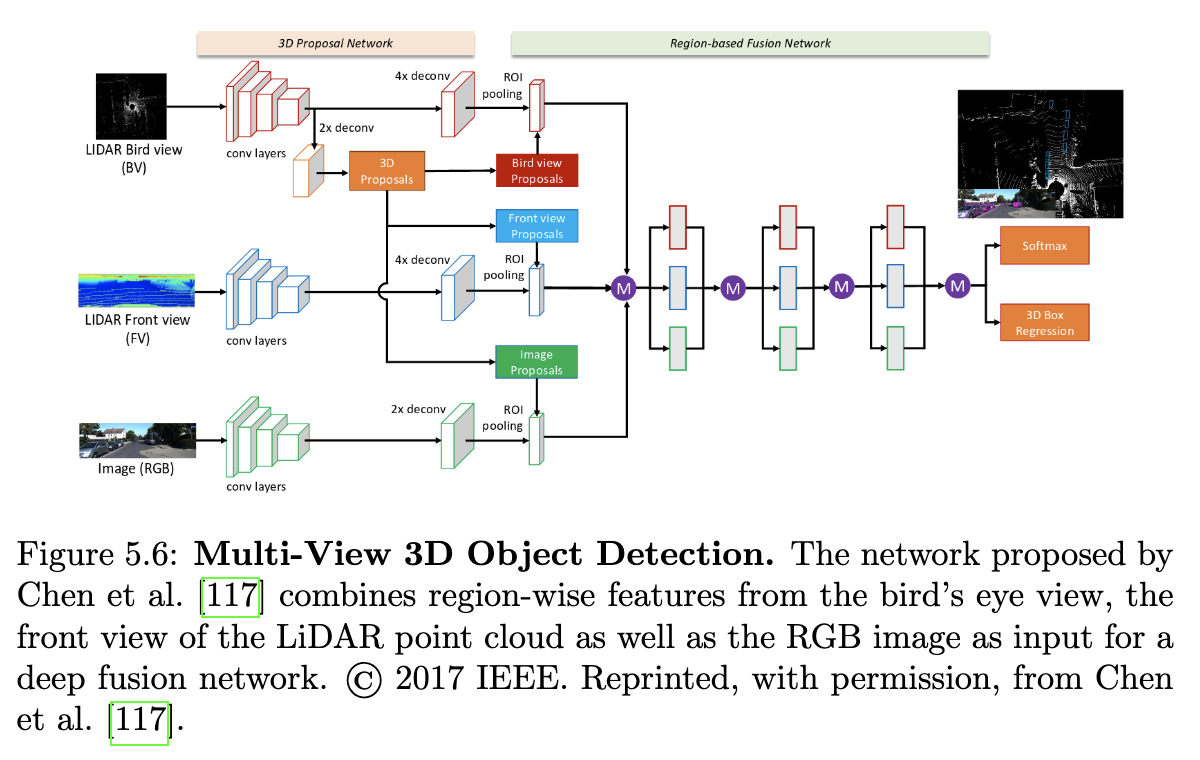 3D Proposal Network
Region-based Fusion Network
LIDAR Bird view
(BV)
conv layers
2x deconv
4x deconv
ROI
pooling
3D
Proposals
Bird view
Proposals
Front view
Proposals
LIDAR Front view
(FV)
conv layers
4x deconv
ROI
pooling
Image
Proposals
Image (RGB)
conv layers
2x deconv
ROI
pooling
M
M
M
M
Softmax
3D Box
Regression
Figure 5.6: Multi-View 3D Object Detection. The network proposed by
Chen et al. [117] combines region-wise features from the bird’s eye view, the
front view of the LiDAR point cloud as well as the RGB image as input for a
deep fusion network. © 2017 IEEE. Reprinted, with permission, from Chen
et al. [117].